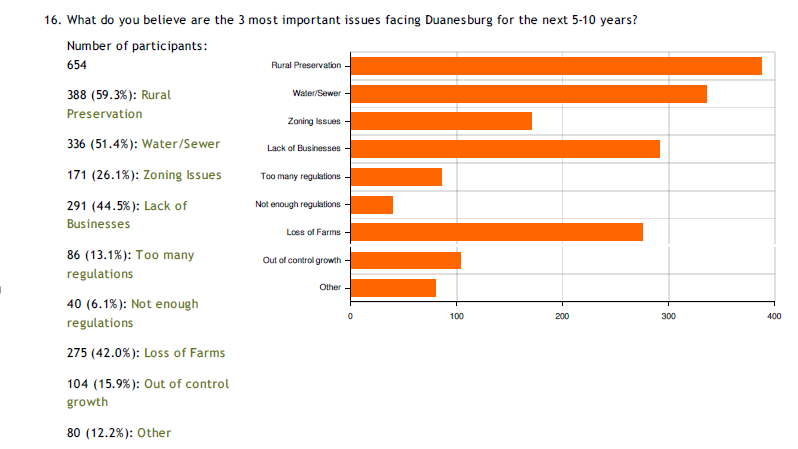 16. What do you believe are the 3 most important issues facing Duanesburg for the next 5-10 years?
Number of participants:
654
388 (59.3%): Rural
Preservation
336 (51.4%): Water/Sewer
171 (26.1%): Zoning Issues
291 (44.5%): Lack of
Businesses
86 (13.1%): Too many
regulations
40 (6.1%): Not enough
regulations
275 (42.0%): Loss of Farms
104 (15.9%): Out of control
growth
80 (12.2%): Other
Rural Preservation
Water/Sewer
Zoning Issues
Lack of Businesses
Too many regulations
Not enough regulations
Loss of Farms
Out of control growth
Other
0 100 200 300 400